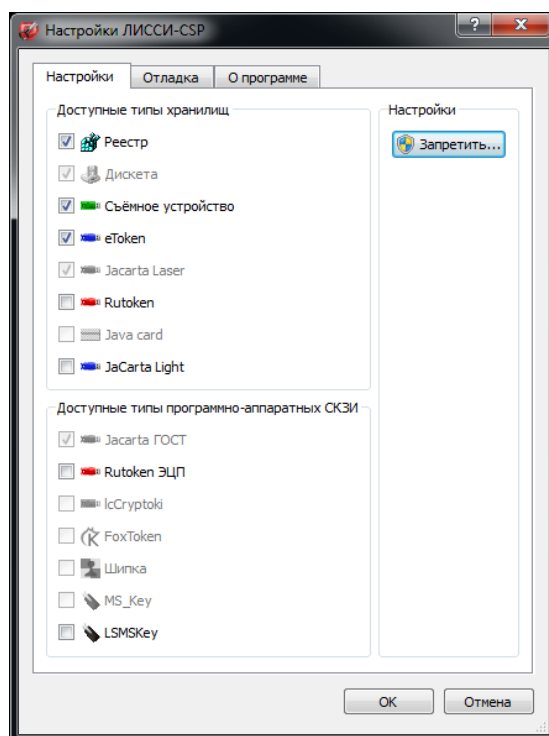 Настройки ЛИССИ-CSP
Настройки
Отладка
О программе
Доступные типы хранилищ
Реестр
Дискета
Съёмное устройство
eToken
Jacarta Laser
Rutoken
Java card
JaCarta Light
Доступные типы программно-аппаратных СКЗИ
Jacarta ГОСТ
Rutoken ЭЦП
lcCryptoki
FoxToken
Шипка
MS_Key
LSMSKey
Настройки
Запретить...
OK
Отмена